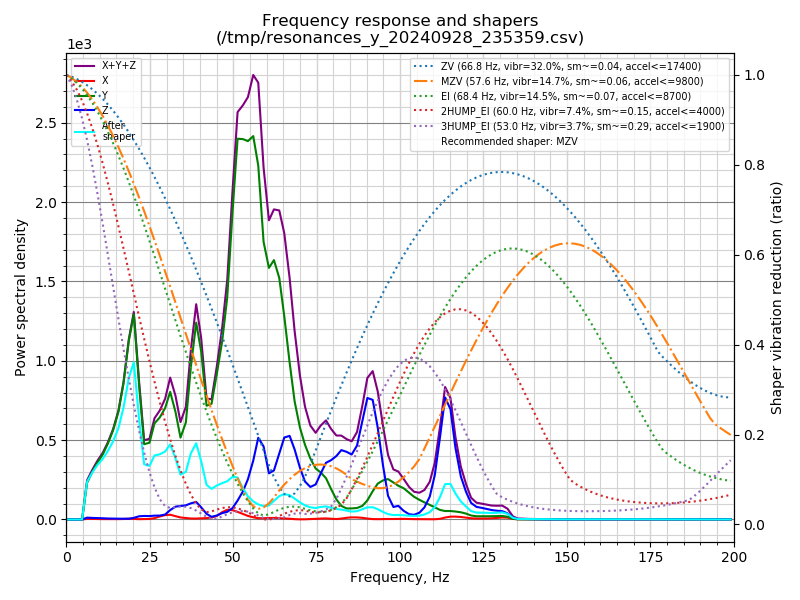 Frequency response and shapers
(/tmp/resonances_y_20240928_235359.csv)
1e3
X+Y+Z
X
Y
Z
After
shaper
ZV (66.8 Hz, vibr=32.0%, sm~=0.04, accel<=17400)
MZV (57.6 Hz, vibr=14.7%, sm~=0.06, accel<=9800)
EI (68.4 Hz, vibr=14.5%, sm~=0.07, accel<=8700)
2HUMP_EI (60.0 Hz, vibr=7.4%, sm~=0.15, accel<=4000)
3HUMP_EI (53.0 Hz, vibr=3.7%, sm~=0.29, accel<=1900)
Recommended shaper: MZV
Power spectral density
2.5
2.0
1.5
1.0
0.5
0.0
1.0
0.8
0.6
0.4
0.2
0.0
Shaper vibration reduction (ratio)
0 25 50 75 100 125 150 175 200
Frequency, Hz